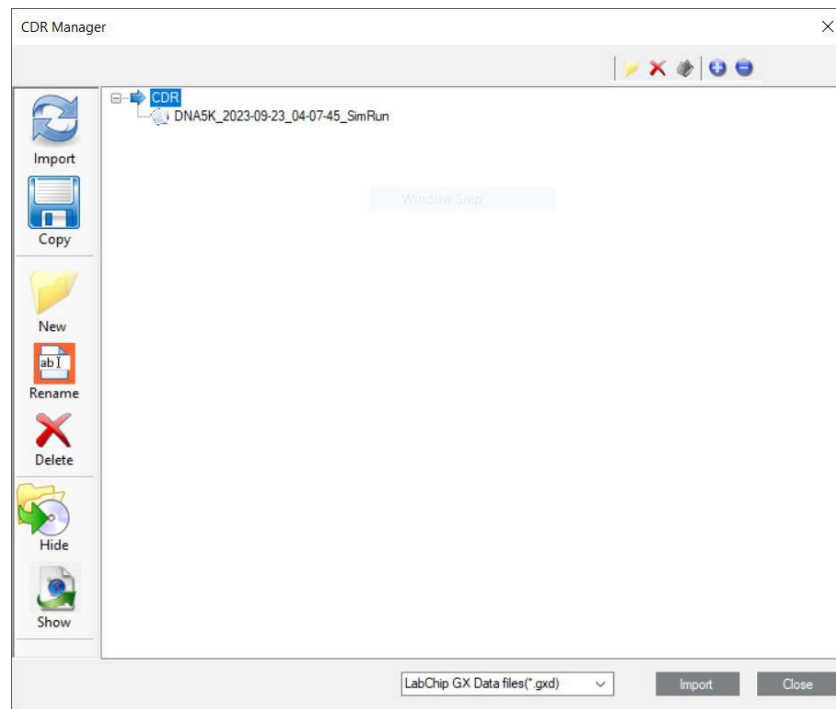 CDR Manager
CDR
DNA5K_2023-09-23_04-07-45_SimRun
Window Snip
Import
Copy
New
ab
Rename
Delete
Hide
Show
LabChip GX Data files(*.gxd)
Import
Close